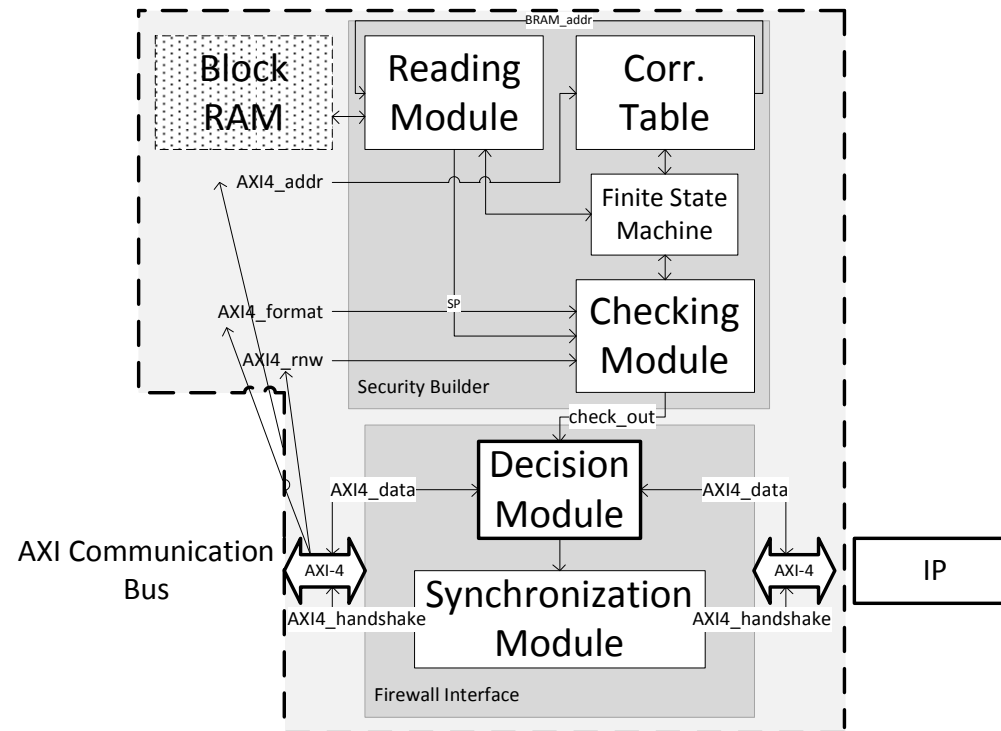 BRAM_addr
Block
RAM
Reading
Module
Corr.
Table
AXI4_addr
Finite State
Machine
SP
AXI4_format
Checking
Module
AXI4_rnw
Security Builder
check_out
Decision
Module
AXI4_data
AXI4_data
AXI Communication
Bus
AXI-4
AXI-4
IP
Synchronization
Module
AXI4_handshake
AXI4_handshake
Firewall Interface